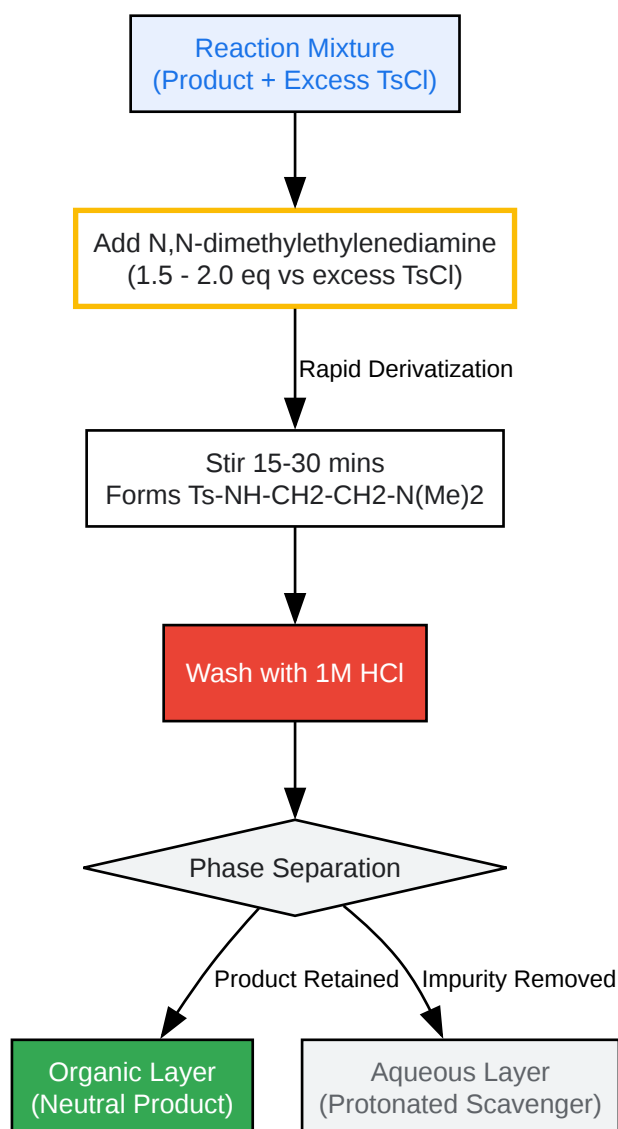 Reaction Mixture
(Product + Excess TsCl)
Add N,N-dimethylethylenediamine
(1.5 - 2.0 eq vs excess TsCl)
Rapid Derivatization
Stir 15-30 mins
Forms Ts-NH-CH2-CH2-N(Me)2
Wash with 1M HCl
Phase Separation
Product Retained
Impurity Removed
Organic Layer
(Neutral Product)
Aqueous Layer
(Protonated Scavenger)